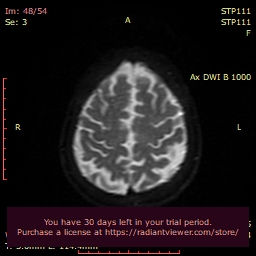 Im: 48/54
Se: 3
A
STP111
STP111
F
Ax DWI B 1000
R
L
You have 30 days left in your trial period.
Purchase a license at https://radiantviewer.com/store/